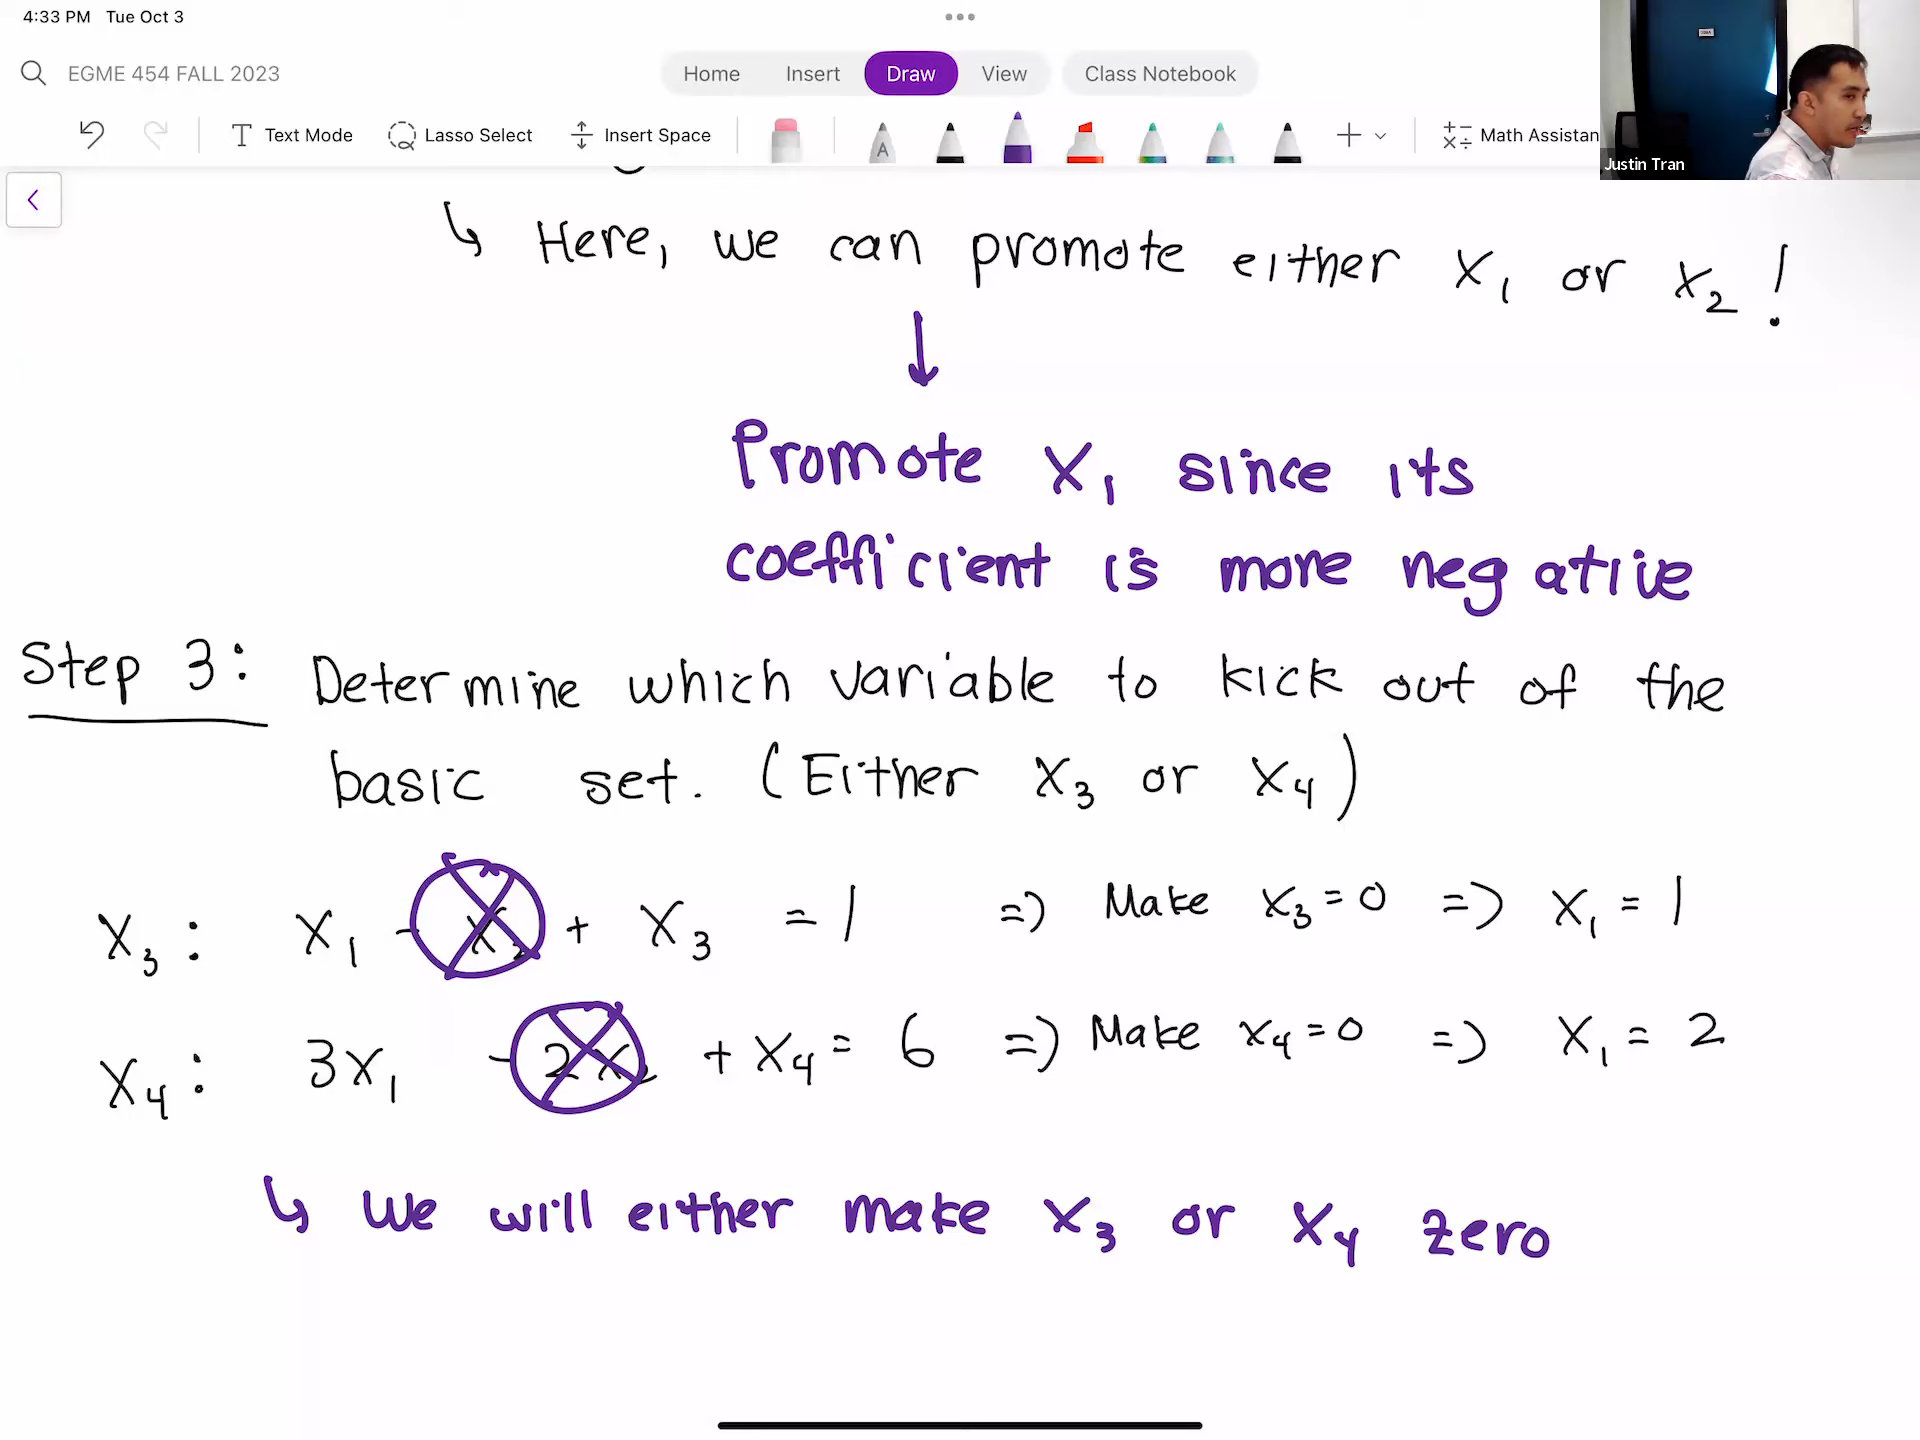 4:33 PM Tue Oct 3
EGME 454 FALL 2023
Home Insert Draw View Class Notebook
Text Mode Lasso Select Insert Space A Math Assistan
Justin Tran
↳ Here, we can promote either x₁ or x₂!
↓
Promote x₁ since its
coefficient is more negative
Step 3: Determine which variable to kick out of the
basic set. (Either x₃ or x₄)
x₃: x₁ - x₂ + x₃ = 1 => Make x₃ = 0 => x₁ = 1
x₄: 3x₁ - 2x₂ + x₄ = 6 => Make x₄ = 0 => x₁ = 2
↳ We will either make x₃ or x₄ zero